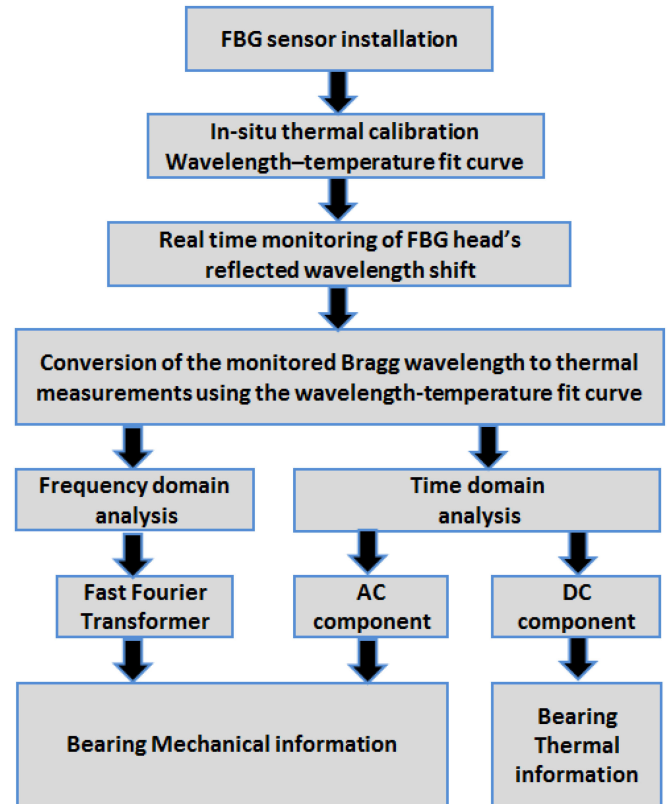 FBG sensor installation
In-situ thermal calibration
Wavelength–temperature fit curve
Real time monitoring of FBG head's
reflected wavelength shift
Conversion of the monitored Bragg wavelength to thermal
measurements using the wavelength-temperature fit curve
Frequency domain
analysis
Time domain
analysis
Fast Fourier
Transformer
AC
component
DC
component
Bearing Mechanical information
Bearing
Thermal
information